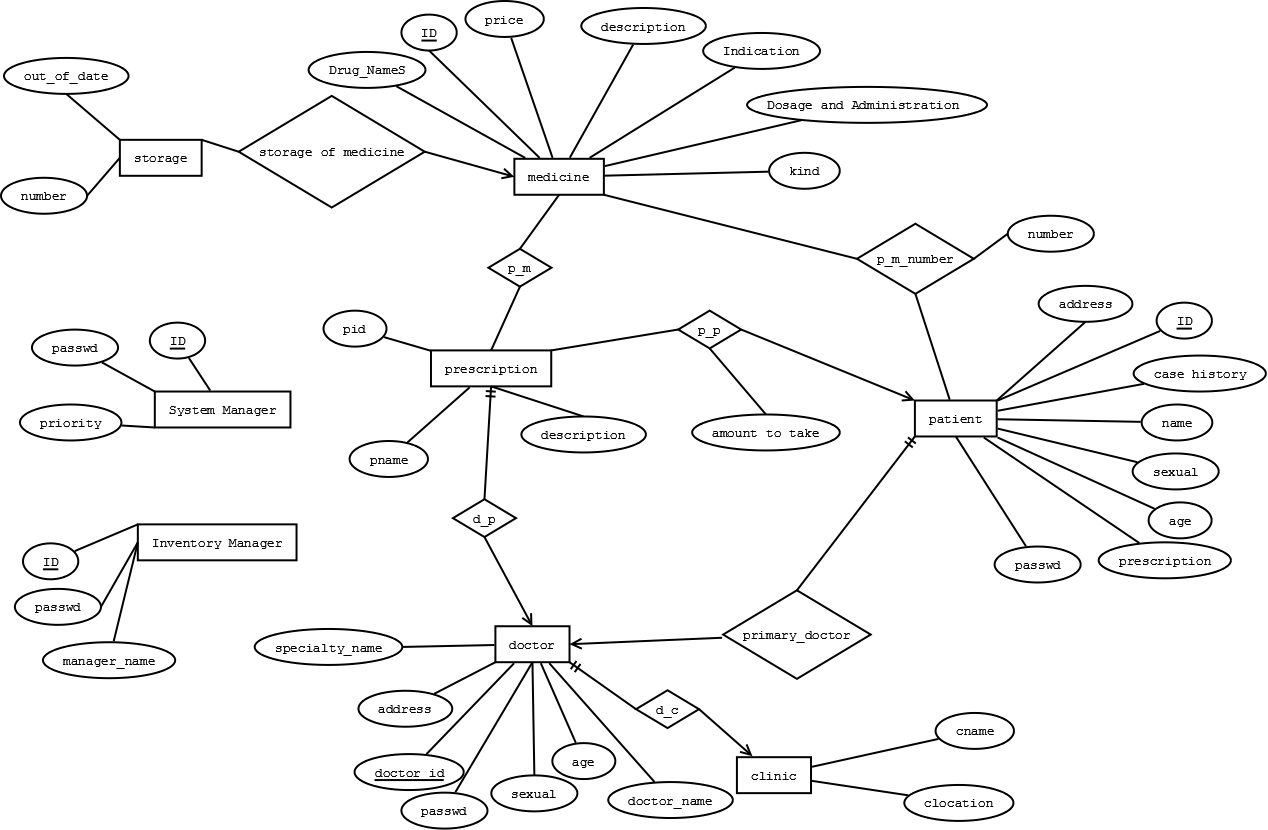 ID
price
description
Indication
Drug_NameS
out_of_date
Dosage and Administration
storage
storage of medicine
medicine
kind
number
number
p_m_number
p_m
address
ID
pid
p_p
passwd
ID
prescription
case history
System Manager
priority
patient
name
description
amount to take
pname
sexual
d_p
age
Inventory Manager
ID
passwd
prescription
passwd
primary_doctor
specialty_name
doctor
manager_name
address
d_c
cname
doctor id
age
clinic
sexual
doctor_name
clocation
passwd